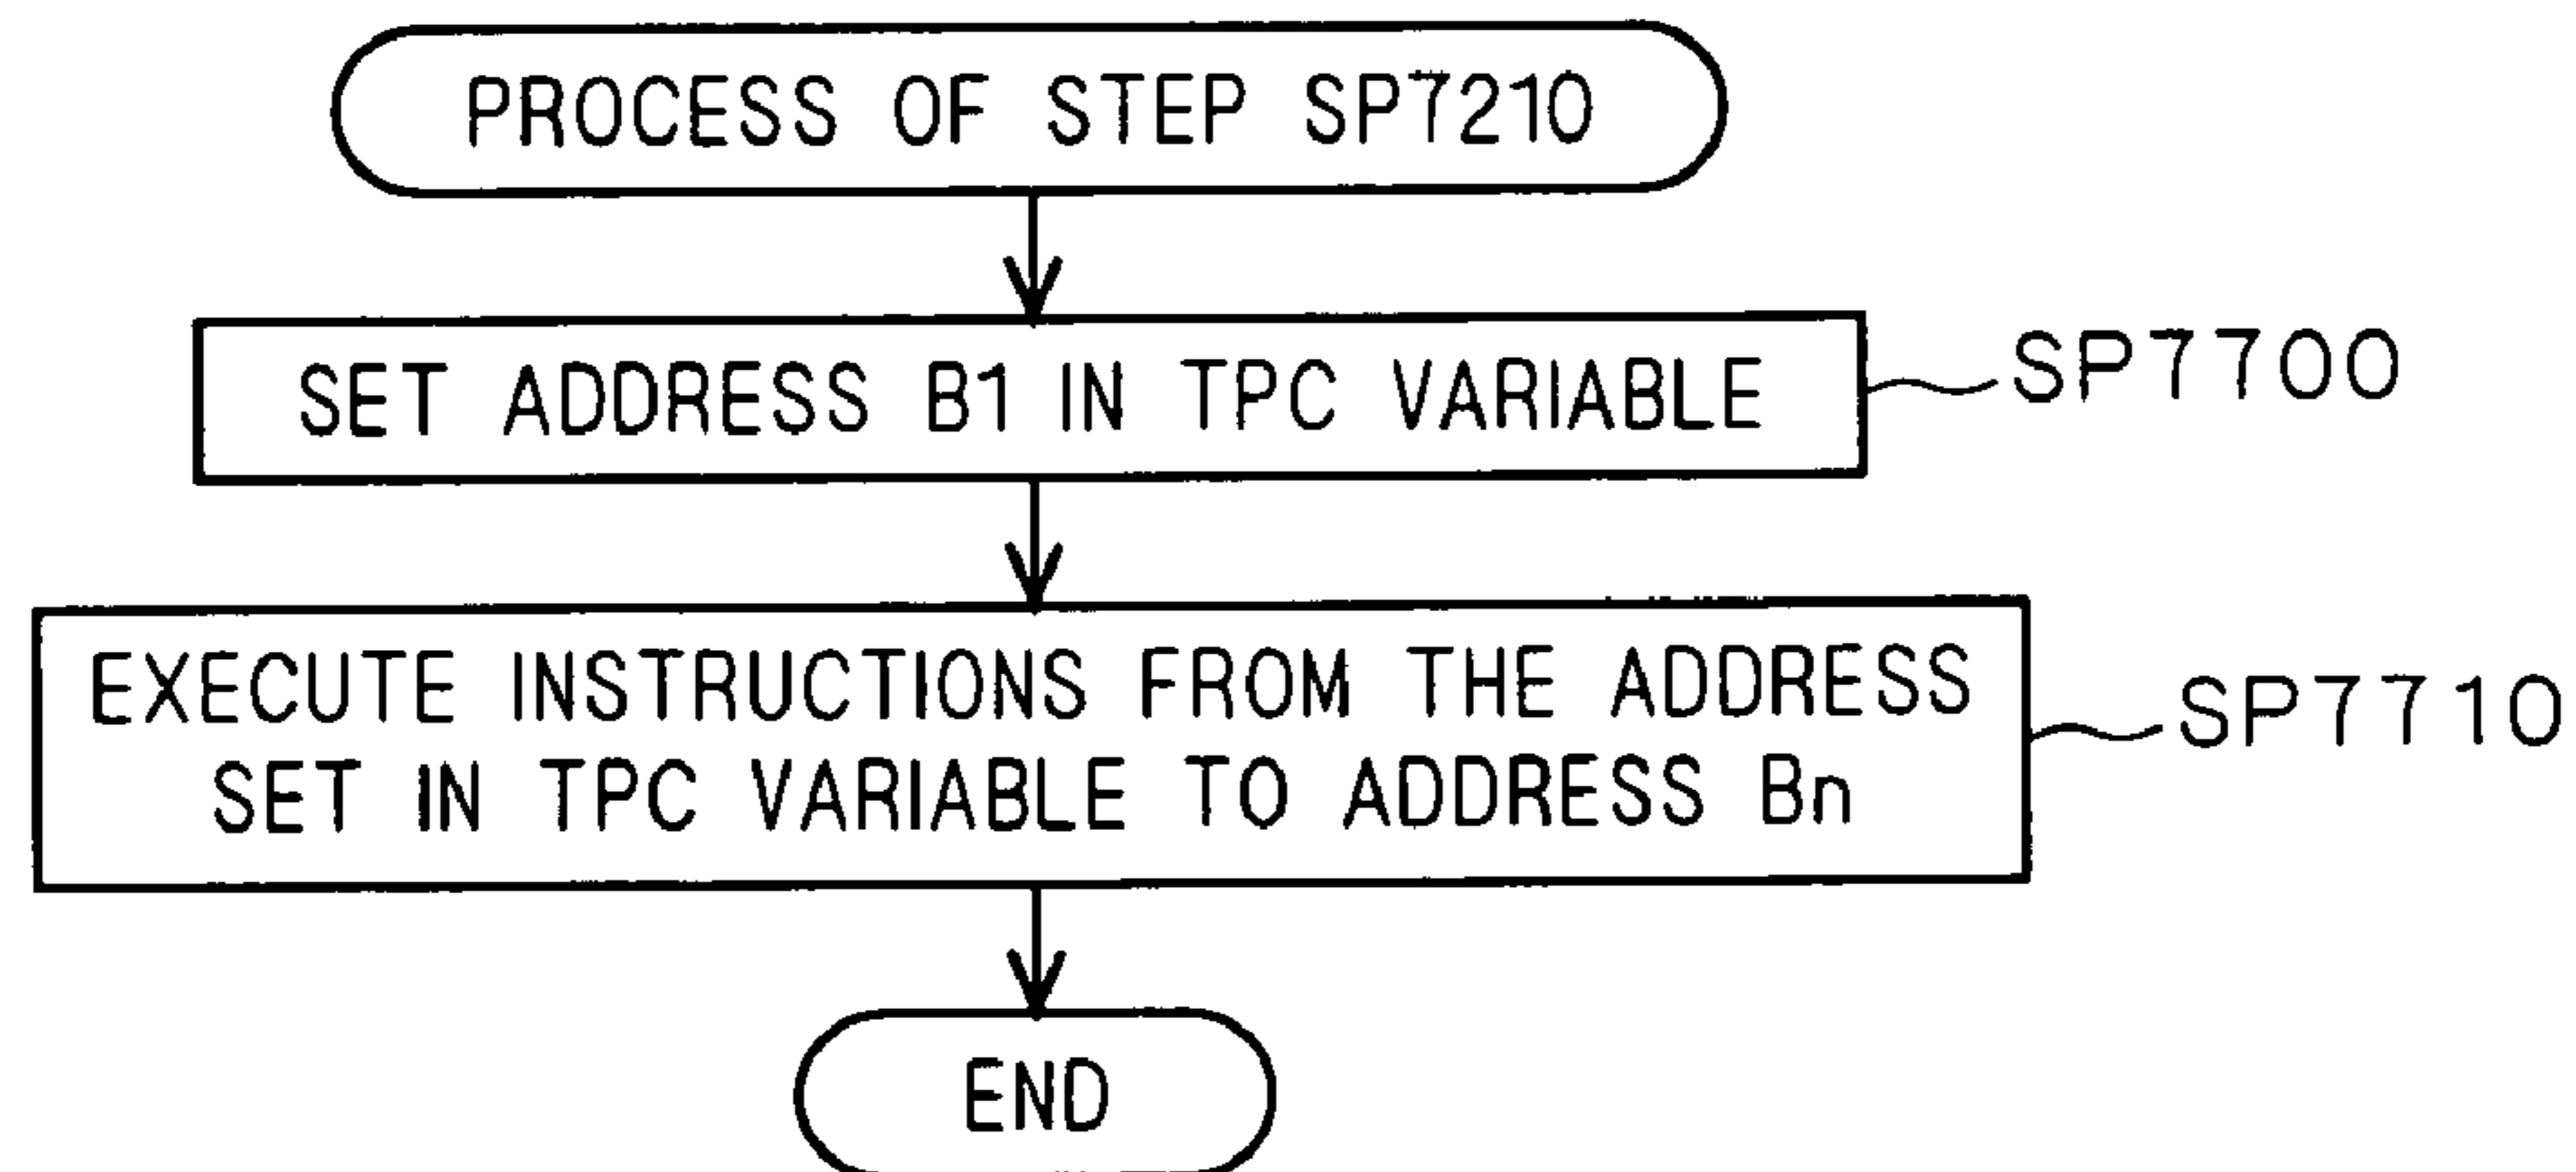 PROCESS OF STEP SP7210
SET ADDRESS B1 IN TPC VARIABLE
SP7700
EXECUTE INSTRUCTIONS FROM THE ADDRESS
SET IN TPC VARIABLE TO ADDRESS Bn
SP7710
END